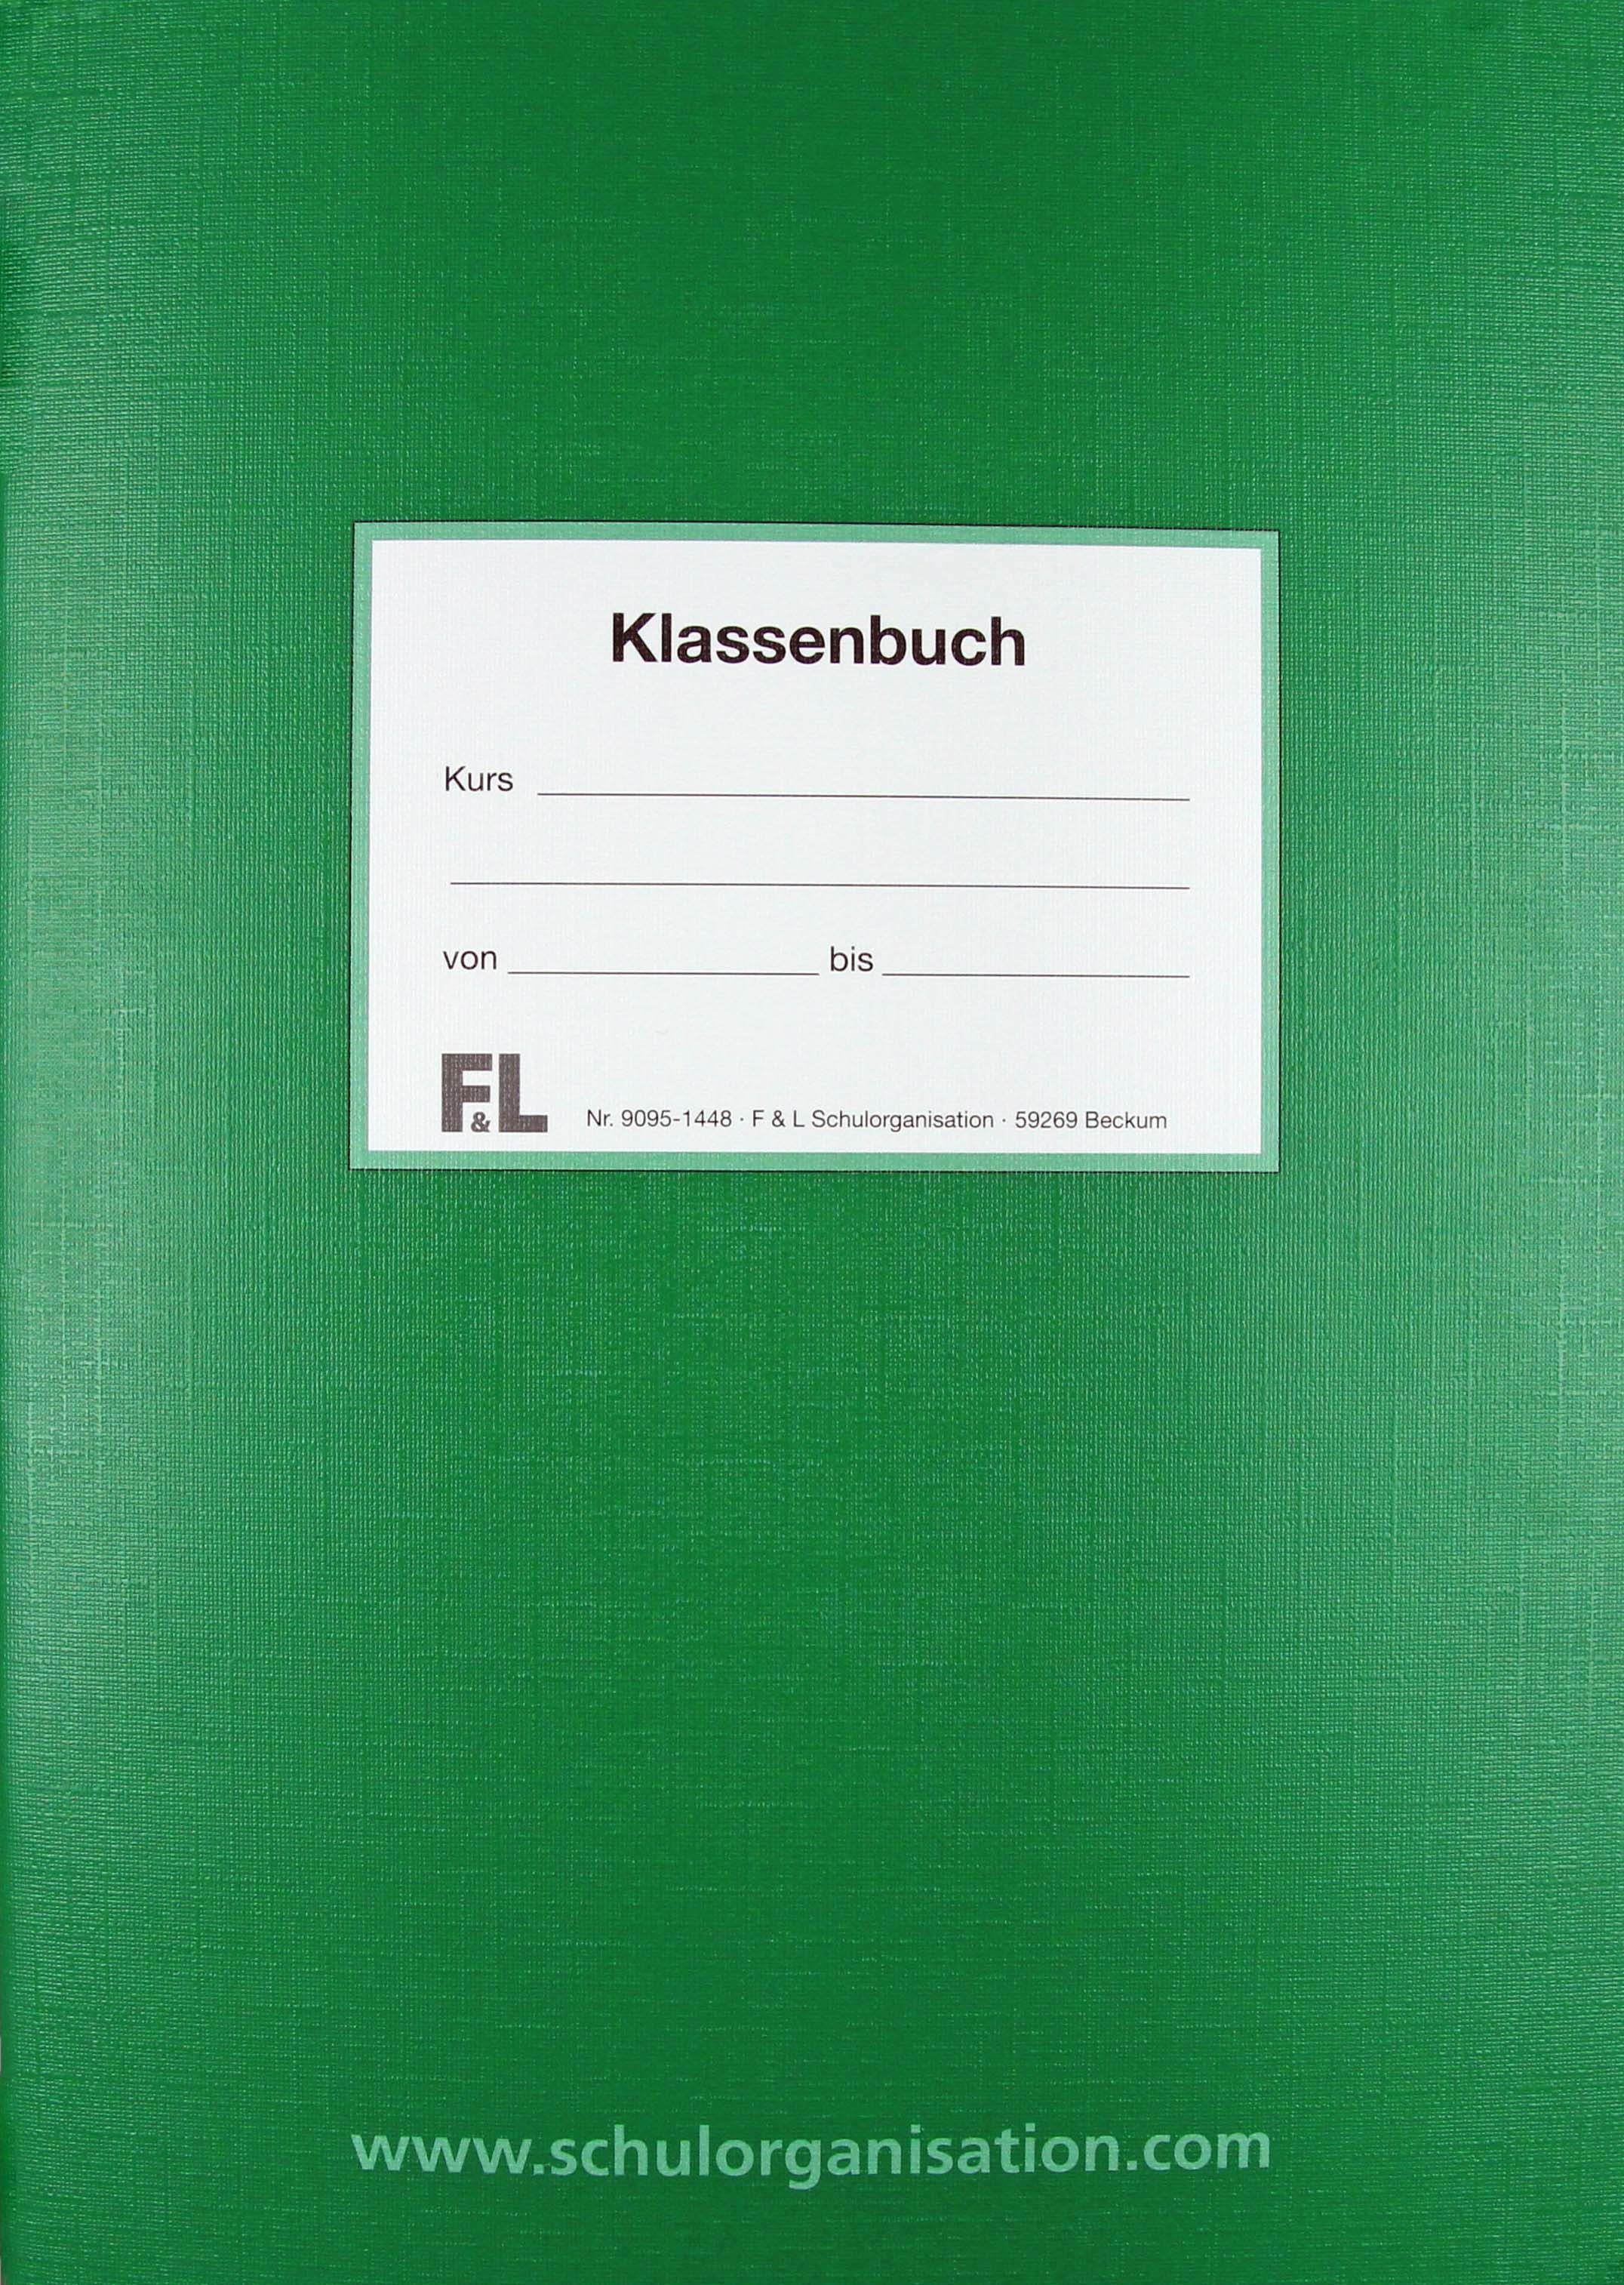 Klassenbuch
Kurs
von bis
F&L
Nr. 9095-1448 · F & L Schulorganisation · 59269 Beckum
www.schulorganisation.com